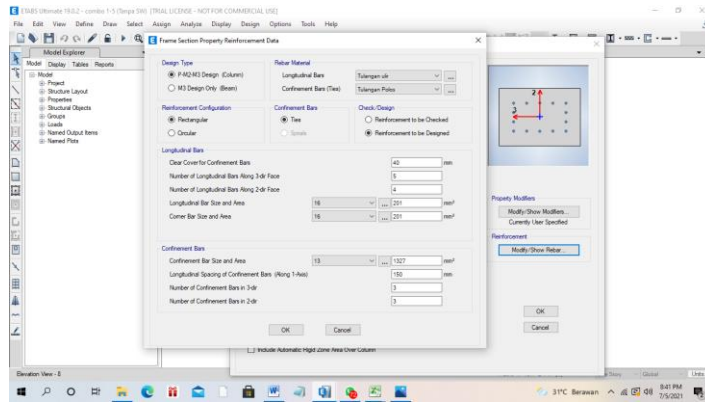 ETABS Ultimate 18.0.2 - combo 1-5 (Tanpa SW) [TRIAL LICENSE - NOT FOR COMMERCIAL USE]
File Edit View Define Draw Select Assign Analyze Display Design Options Tools Help
Model Explorer
Model Display Tables Reports
Model
Project
Structure Layout
Properties
Structural Objects
Groups
Loads
Named Output Items
Named Plots
Frame Section Property Reinforcement Data
Design Type
P-M2-M3 Design (Column)
M3 Design Only (Beam)
Rebar Material
Longitudinal Bars Tulangan ulir ...
Confinement Bars (Ties) Tulangan Polos ...
Reinforcement Configuration
Rectangular
Circular
Confinement Bars
Ties
Spirals
Check/Design
Reinforcement to be Checked
Reinforcement to be Designed
Longitudinal Bars
Clear Cover for Confinement Bars 40 mm
Number of Longitudinal Bars Along 3-dir Face 5
Number of Longitudinal Bars Along 2-dir Face 4
Longitudinal Bar Size and Area 16 ... 201 mm²
Corner Bar Size and Area 16 ... 201 mm²
Confinement Bars
Confinement Bar Size and Area 13 ... 1327 mm²
Longitudinal Spacing of Confinement Bars (Along 1-Axis) 150 mm
Number of Confinement Bars in 3-dir 3
Number of Confinement Bars in 2-dir 3
OK Cancel
2
3
Property Modifiers
Modify/Show Modifiers...
Currently User Specified
Reinforcement
Modify/Show Rebar...
OK
Cancel
Include Automatic Rigid Zone Area Over Column
Elevation View - 8
Story Global Units
31°C Berawan
8:41 PM
7/5/2021